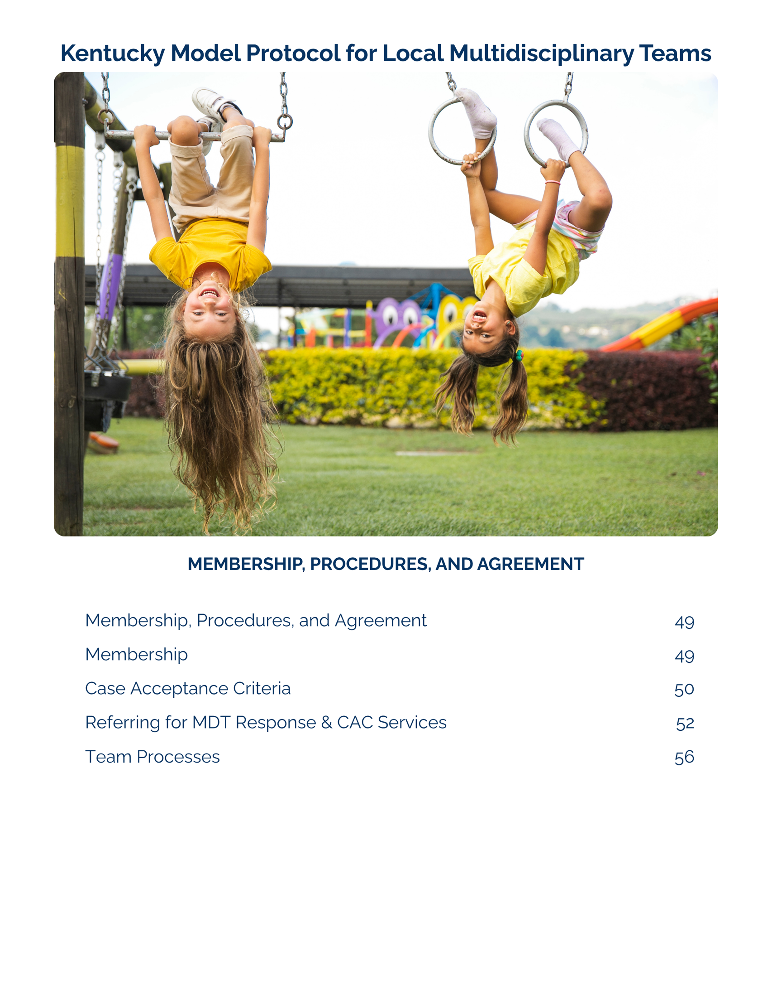 Kentucky Model Protocol for Local Multidisciplinary Teams
MEMBERSHIP, PROCEDURES, AND AGREEMENT
Membership, Procedures, and Agreement 49
Membership 49
Case Acceptance Criteria 50
Referring for MDT Response & CAC Services 52
Team Processes 56